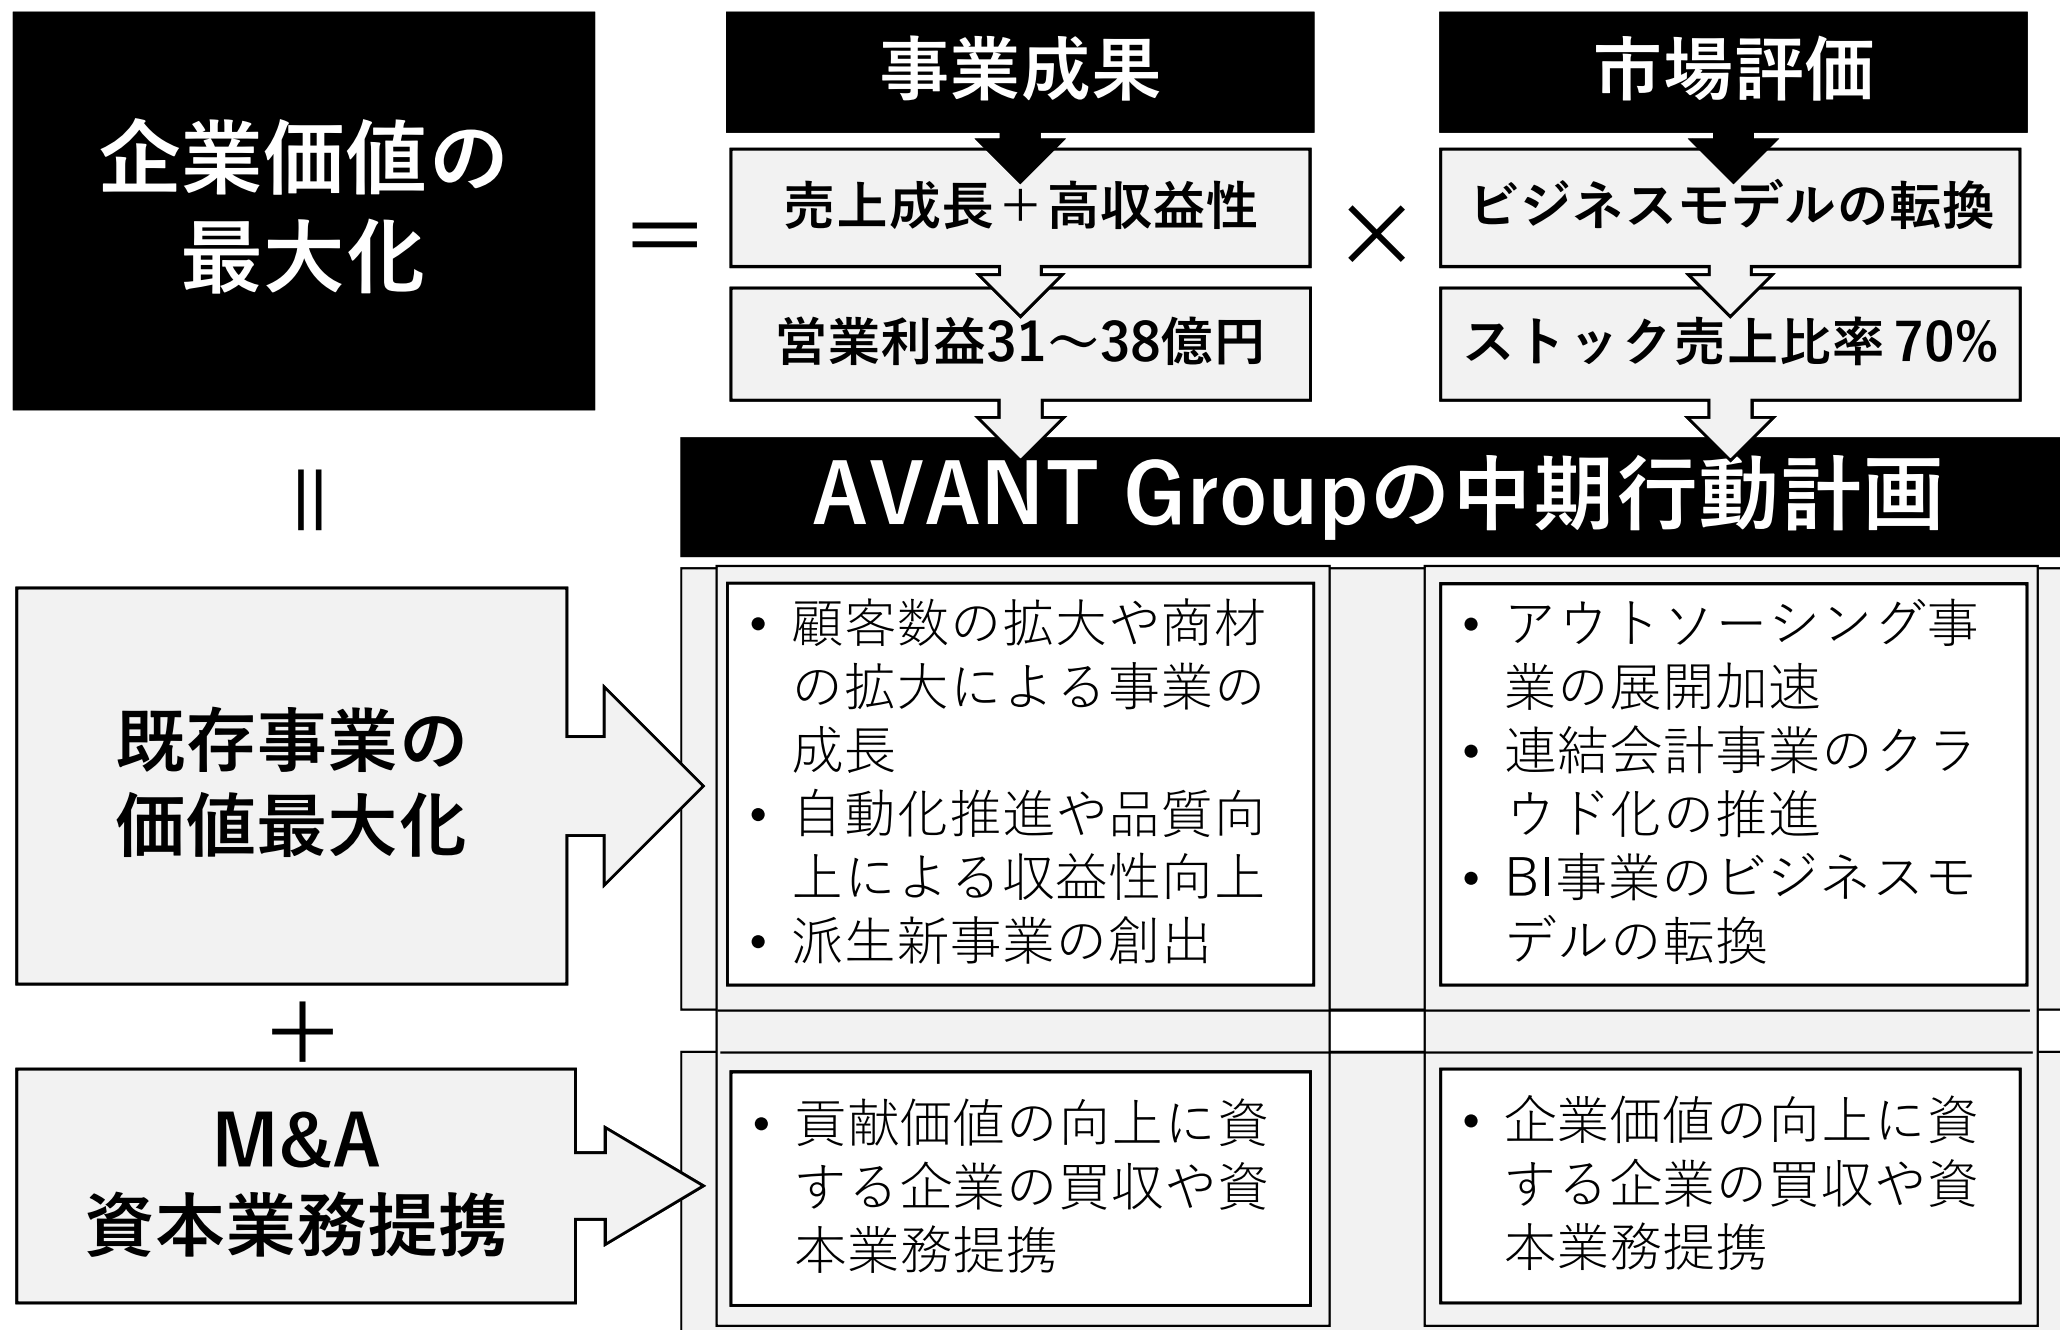 企業価値の
最大化
＝
事業成果
売上成長＋高収益性
営業利益31～38億円
×
市場評価
ビジネスモデルの転換
ストック売上比率 70%
＝
AVANT Groupの中期行動計画
既存事業の
価値最大化
• 顧客数の拡大や商材
の拡大による事業の
成長
• 自動化推進や品質向
上による収益性向上
• 派生新事業の創出
• アウトソーシング事
業の展開加速
• 連結会計事業のクラ
ウド化の推進
• BI事業のビジネスモ
デルの転換
＋
M&A
資本業務提携
• 貢献価値の向上に資
する企業の買収や資
本業務提携
• 企業価値の向上に資
する企業の買収や資
本業務提携